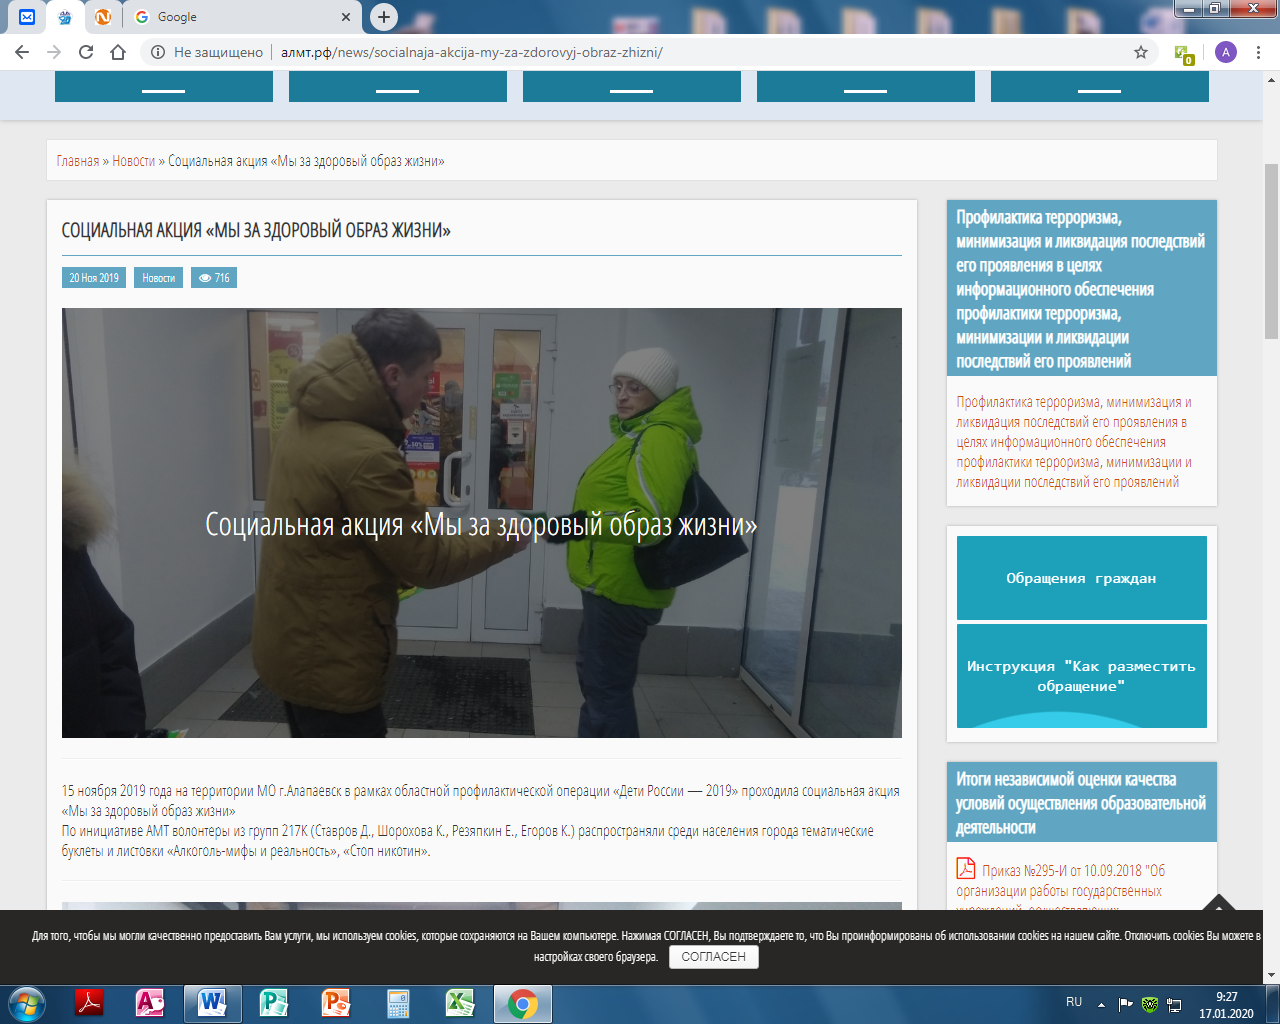 Google
Не защищено
алмт.рф/news/socialnaja-akcija-my-za-zdorovyj-obraz-zhizni/
0
A
Главная » Новости » Социальная акция «Мы за здоровый образ жизни»
СОЦИАЛЬНАЯ АКЦИЯ «МЫ ЗА ЗДОРОВЫЙ ОБРАЗ ЖИЗНИ»
20 Ноя 2019
Новости
716
Социальная акция «Мы за здоровый образ жизни»
15 ноября 2019 года на территории МО г.Алапаевск в рамках областной профилактической операции «Дети России — 2019» проходила социальная акция
«Мы за здоровый образ жизни»
По инициативе АМТ волонтеры из групп 217К (Ставров Д., Шорохова К., Резяпкин Е., Егоров К.) распространяли среди населения города тематические
буклеты и листовки «Алкоголь-мифы и реальность», «Стоп никотин».
Профилактика терроризма,
минимизация и ликвидация последствий
его проявления в целях
информационного обеспечения
профилактики терроризма,
минимизации и ликвидации
последствий его проявлений
Профилактика терроризма, минимизация и
ликвидация последствий его проявления в
целях информационного обеспечения
профилактики терроризма, минимизации и
ликвидации последствий его проявлений
Обращения граждан
Инструкция "Как разместить
обращение"
Итоги независимой оценки качества
условий осуществления образовательной
деятельности
Приказ №295-И от 10.09.2018 "Об
организации работы государственных
учреждений, осуществляющих
Для того, чтобы мы могли качественно предоставить Вам услуги, мы используем cookies, которые сохраняются на Вашем компьютере. Нажимая СОГЛАСЕН, Вы подтверждаете то, что Вы проинформированы об использовании cookies на нашем сайте. Отключить cookies Вы можете в
настройках своего браузера.
СОГЛАСЕН
RU
9:27
17.01.2020